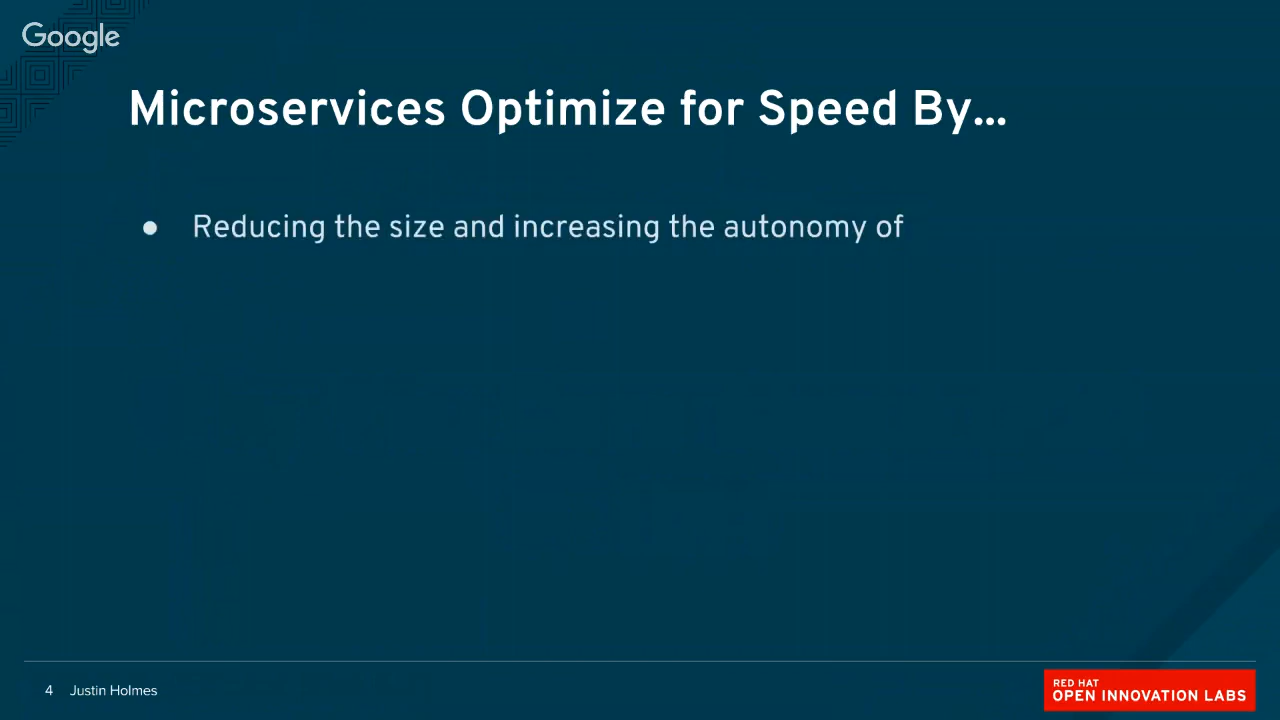 Google
Microservices Optimize for Speed By...
● Reducing the size and increasing the autonomy of
4 Justin Holmes
RED HAT
OPEN INNOVATION LABS